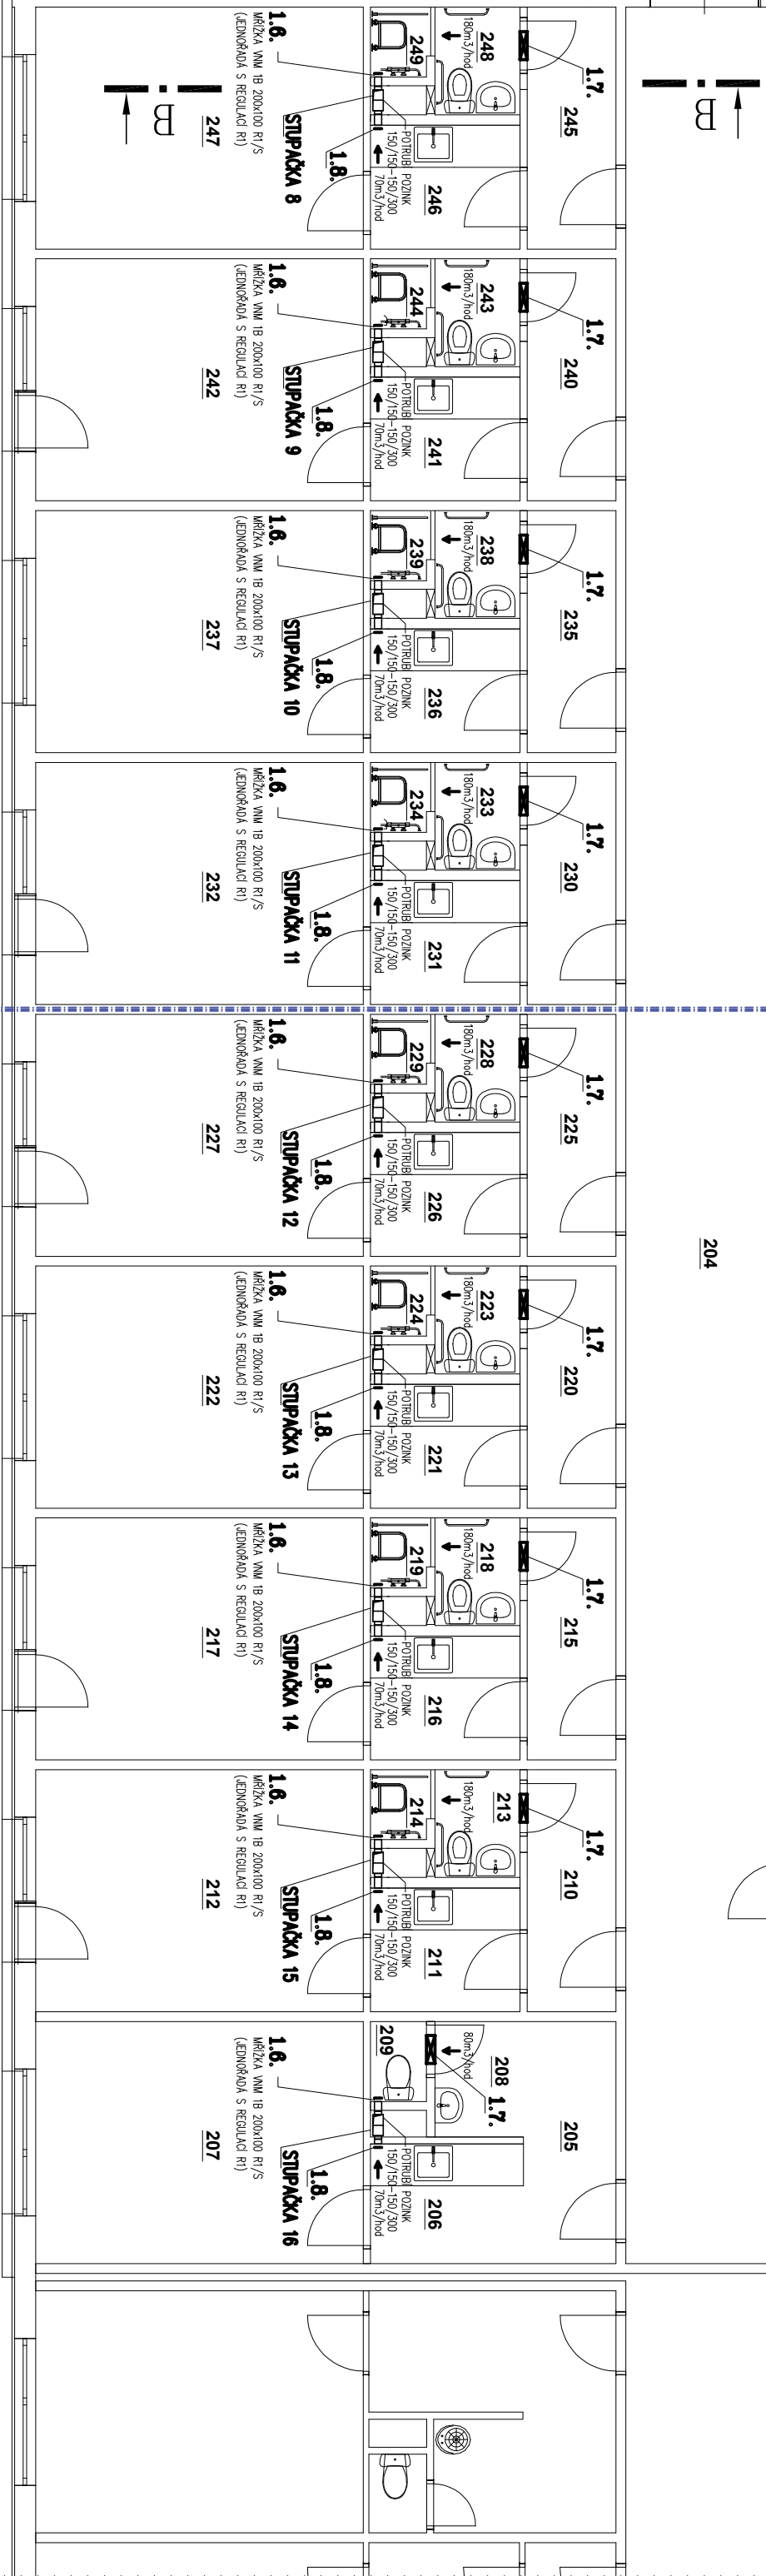 1.6.
MŘÍŽKA VNM 1B 200x100 R1/S
(JEDNOŘADÁ S REGULACÍ R1)
247
STUPAČKA 8
1.8.
249
POTRUBÍ POZINK
150/150-150/300
70m3/hod
248
180m3/hod
246
1.7.
245
B
B
1.6.
MŘÍŽKA VNM 1B 200x100 R1/S
(JEDNOŘADÁ S REGULACÍ R1)
242
STUPAČKA 9
1.8.
244
POTRUBÍ POZINK
150/150-150/300
70m3/hod
243
180m3/hod
241
1.7.
240
1.6.
MŘÍŽKA VNM 1B 200x100 R1/S
(JEDNOŘADÁ S REGULACÍ R1)
237
STUPAČKA 10
1.8.
239
POTRUBÍ POZINK
150/150-150/300
70m3/hod
238
180m3/hod
236
1.7.
235
1.6.
MŘÍŽKA VNM 1B 200x100 R1/S
(JEDNOŘADÁ S REGULACÍ R1)
232
STUPAČKA 11
1.8.
234
POTRUBÍ POZINK
150/150-150/300
70m3/hod
233
180m3/hod
231
1.7.
230
1.6.
MŘÍŽKA VNM 1B 200x100 R1/S
(JEDNOŘADÁ S REGULACÍ R1)
227
STUPAČKA 12
1.8.
229
POTRUBÍ POZINK
150/150-150/300
70m3/hod
228
180m3/hod
226
1.7.
225
204
1.6.
MŘÍŽKA VNM 1B 200x100 R1/S
(JEDNOŘADÁ S REGULACÍ R1)
222
STUPAČKA 13
1.8.
224
POTRUBÍ POZINK
150/150-150/300
70m3/hod
223
180m3/hod
221
1.7.
220
1.6.
MŘÍŽKA VNM 1B 200x100 R1/S
(JEDNOŘADÁ S REGULACÍ R1)
217
STUPAČKA 14
1.8.
219
POTRUBÍ POZINK
150/150-150/300
70m3/hod
218
180m3/hod
216
1.7.
215
1.6.
MŘÍŽKA VNM 1B 200x100 R1/S
(JEDNOŘADÁ S REGULACÍ R1)
212
STUPAČKA 15
1.8.
214
POTRUBÍ POZINK
150/150-150/300
70m3/hod
213
180m3/hod
211
1.7.
210
1.6.
MŘÍŽKA VNM 1B 200x100 R1/S
(JEDNOŘADÁ S REGULACÍ R1)
207
STUPAČKA 16
1.8.
209
POTRUBÍ POZINK
150/150-150/300
70m3/hod
208
80m3/hod
206
1.7.
205